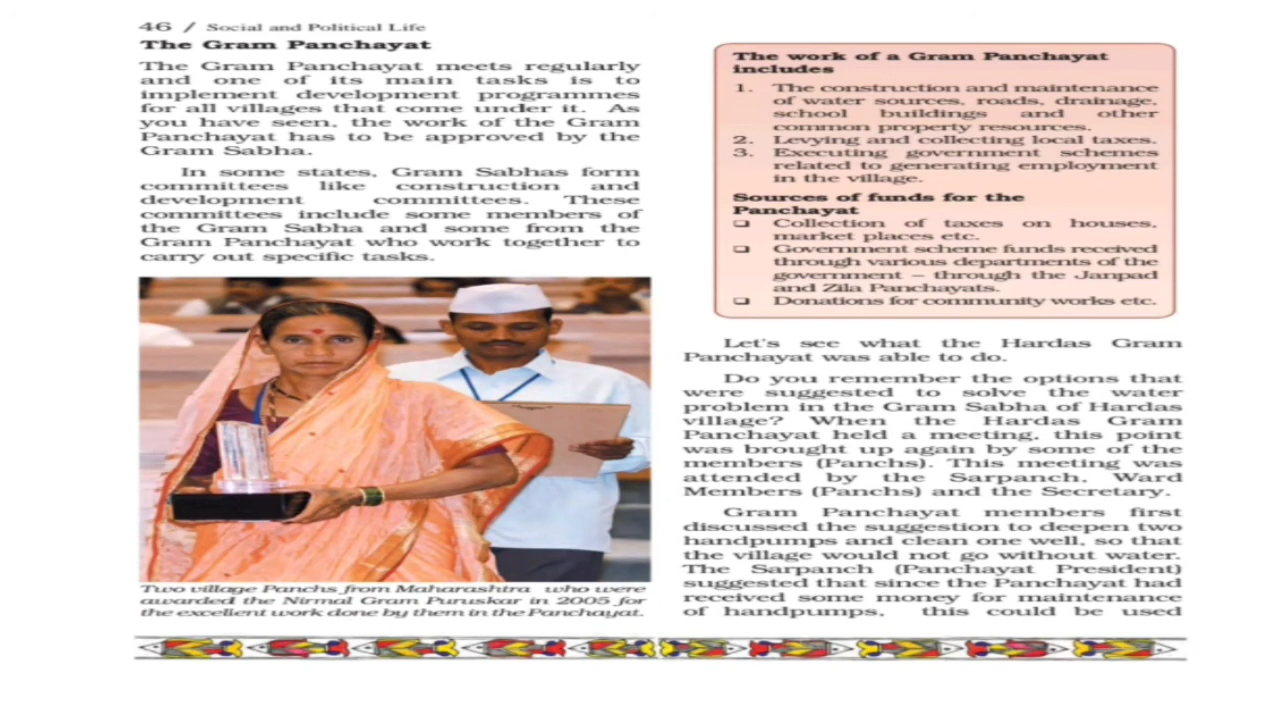 46 / Social and Political Life
The Gram Panchayat
The Gram Panchayat meets regularly
and one of its main tasks is to
implement development programmes
for all villages that come under it. As
you have seen, the work of the Gram
Panchayat has to be approved by the
Gram Sabha.
In some states, Gram Sabhas form
committees like construction and
development committees. These
committees include some members of
the Gram Sabha and some from the
Gram Panchayat who work together to
carry out specific tasks.
Two village Panchs from Maharashtra who were
awarded the Nirmal Gram Puruskar in 2005 for
the excellent work done by them in the Panchayat.
The work of a Gram Panchayat
includes
1. The construction and maintenance
of water sources, roads, drainage,
school buildings and other
common property resources.
2. Levying and collecting local taxes.
3. Executing government schemes
related to generating employment
in the village.
Sources of funds for the
Panchayat
❑ Collection of taxes on houses,
market places etc.
❑ Government scheme funds received
through various departments of the
government – through the Janpad
and Zila Panchayats.
❑ Donations for community works etc.
Let's see what the Hardas Gram
Panchayat was able to do.
Do you remember the options that
were suggested to solve the water
problem in the Gram Sabha of Hardas
village? When the Hardas Gram
Panchayat held a meeting, this point
was brought up again by some of the
members (Panchs). This meeting was
attended by the Sarpanch, Ward
Members (Panchs) and the Secretary.
Gram Panchayat members first
discussed the suggestion to deepen two
handpumps and clean one well, so that
the village would not go without water.
The Sarpanch (Panchayat President)
suggested that since the Panchayat had
received some money for maintenance
of handpumps, this could be used